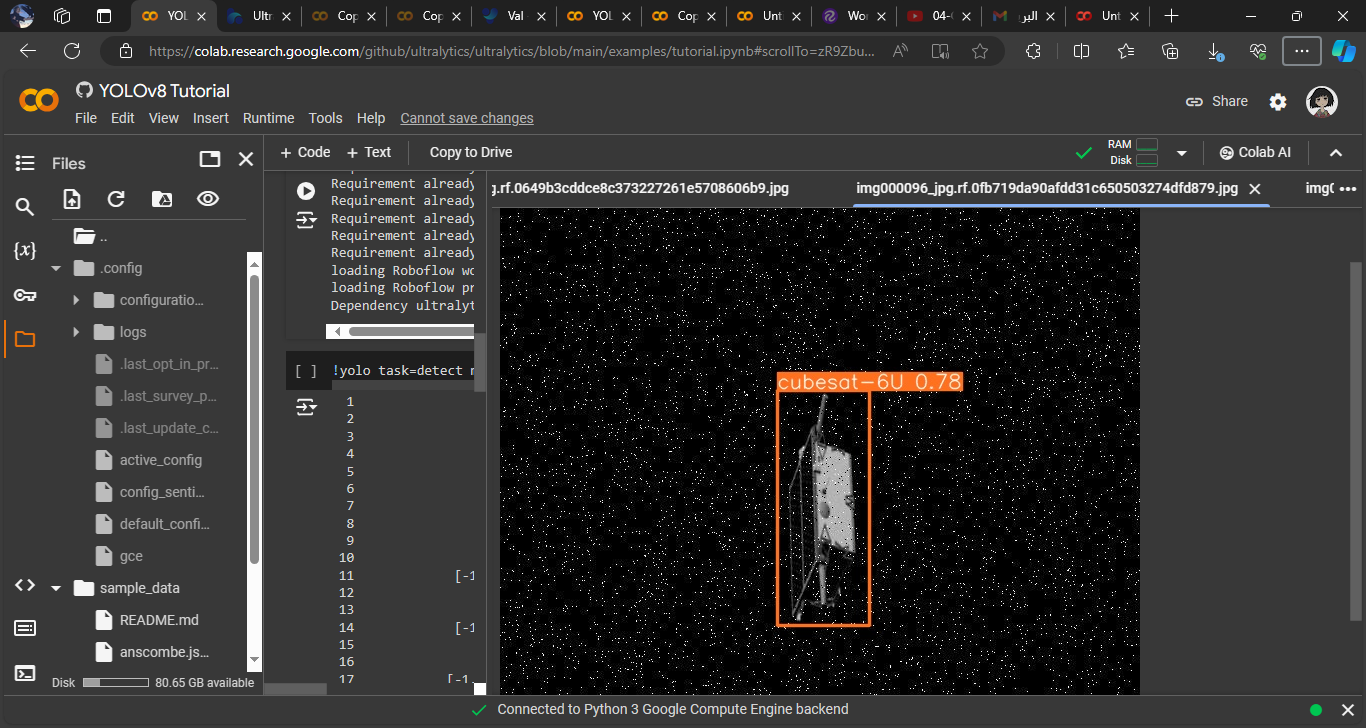 YOL
Ultr
Cop
Cop
Val
YOL
Cop
Unt
Wor
04-(
البر
Unt
https://colab.research.google.com/github/ultralytics/ultralytics/blob/main/examples/tutorial.ipynb#scrollTo=zR9Zbu...
YOLOv8 Tutorial
File Edit View Insert Runtime Tools Help Cannot save changes
Share
Files
+ Code + Text Copy to Drive
RAM
Disk
Colab AI
..
.config
configuratio...
logs
.last_opt_in_pr...
.last_survey_p...
.last_update_c...
active_config
config_senti...
default_confi...
gce
sample_data
README.md
anscombe.js...
Disk 80.65 GB available
Requirement already
Requirement already
Requirement already
Requirement already
Requirement already
loading Roboflow wo
loading Roboflow pr
Dependency ultralyt
[ ] !yolo task=detect m
1
2
3
4
5
6
7
8
9
10
11 [-1
12
13
14 [-1
15
16
17 [-1,
g.rf.0649b3cddce8c373227261e5708606b9.jpg
img000096_jpg.rf.0fb719da90afdd31c650503274dfd879.jpg
img0
cubesat-6U 0.78
Connected to Python 3 Google Compute Engine backend